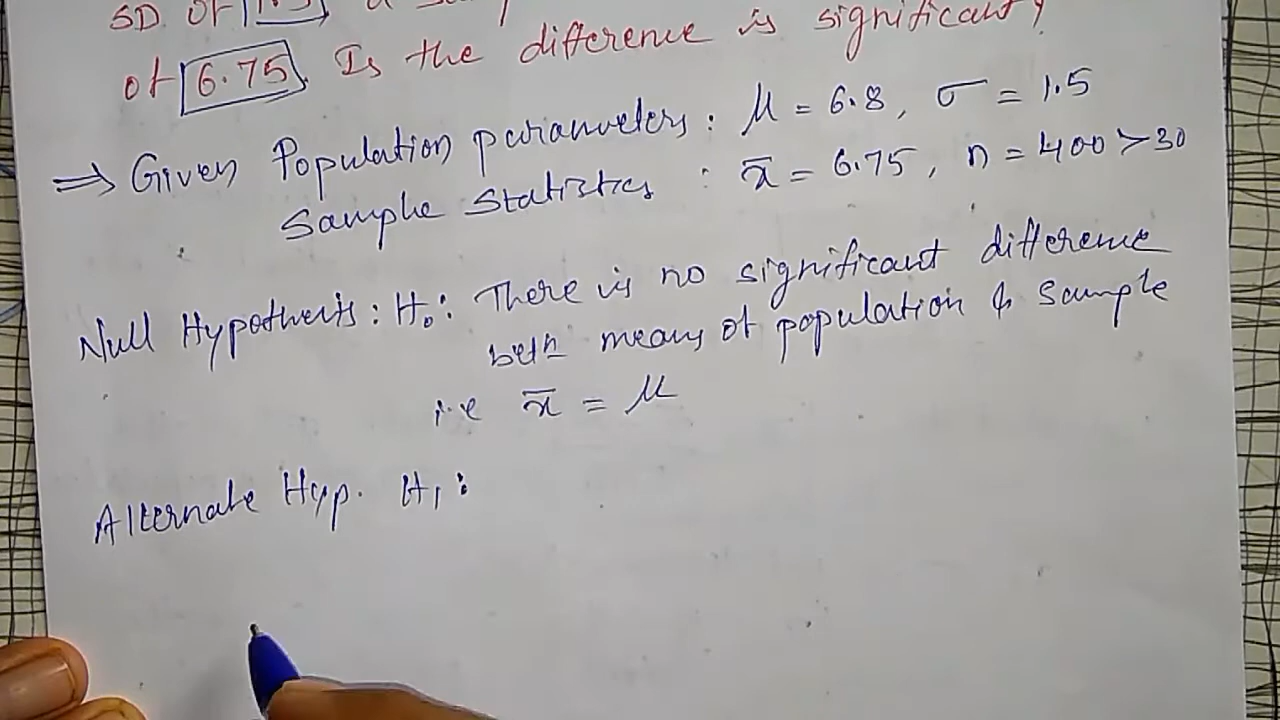 SD of 1.5
of 6.75. Is the difference is significant?
⇒ Given Population parameters : μ = 6.8, σ = 1.5
Sample Statistics : x̄ = 6.75, n = 400 > 30
Null Hypothesis : H₀ : There is no significant difference
betn means of population & sample
i.e x̄ = μ
Alternate Hyp. H₁ :